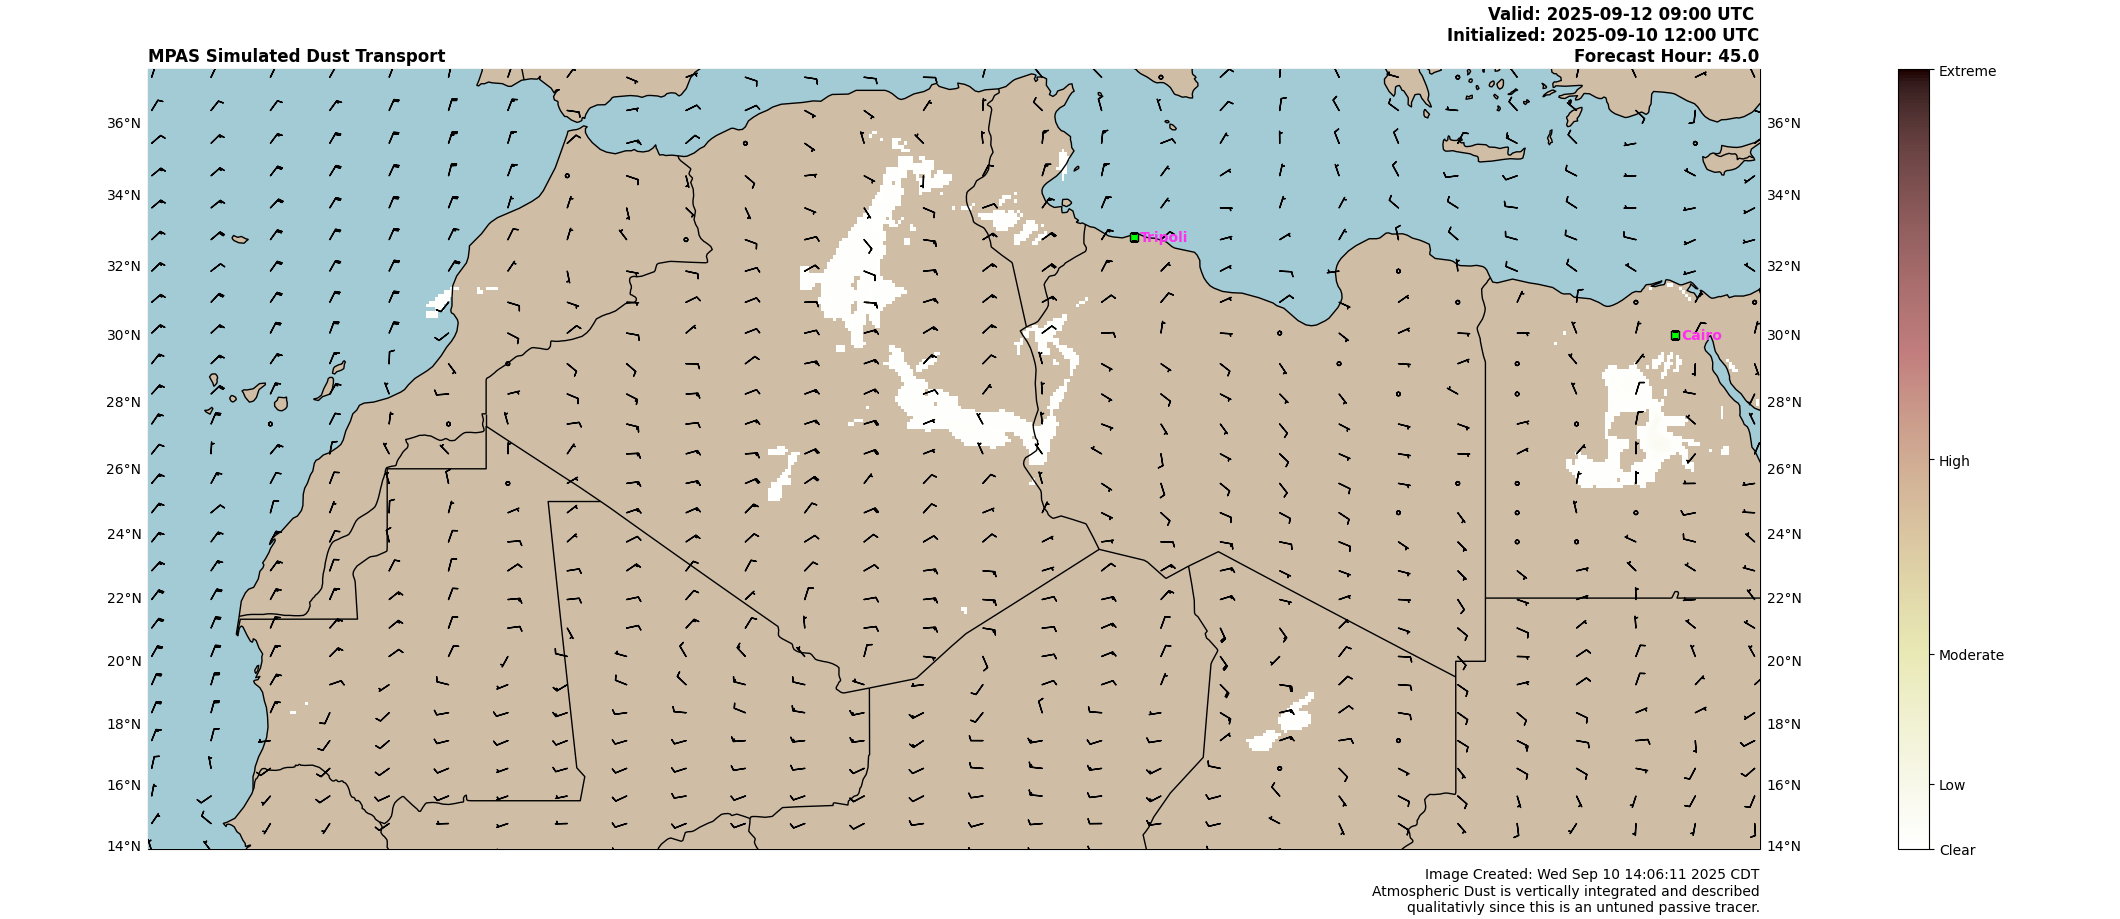 Valid: 2025-09-12 09:00 UTC
Initialized: 2025-09-10 12:00 UTC
MPAS Simulated Dust Transport
Forecast Hour: 45.0
Extreme
36°N
36°N
34°N
34°N
Tripoli
32°N
32°N
30°N
Cairo
30°N
28°N
28°N
High
26°N
26°N
24°N
24°N
22°N
22°N
Moderate
20°N
20°N
18°N
18°N
16°N
16°N
Low
14°N
14°N
Clear
Image Created: Wed Sep 10 14:06:11 2025 CDT
Atmospheric Dust is vertically integrated and described
qualitativly since this is an untuned passive tracer.